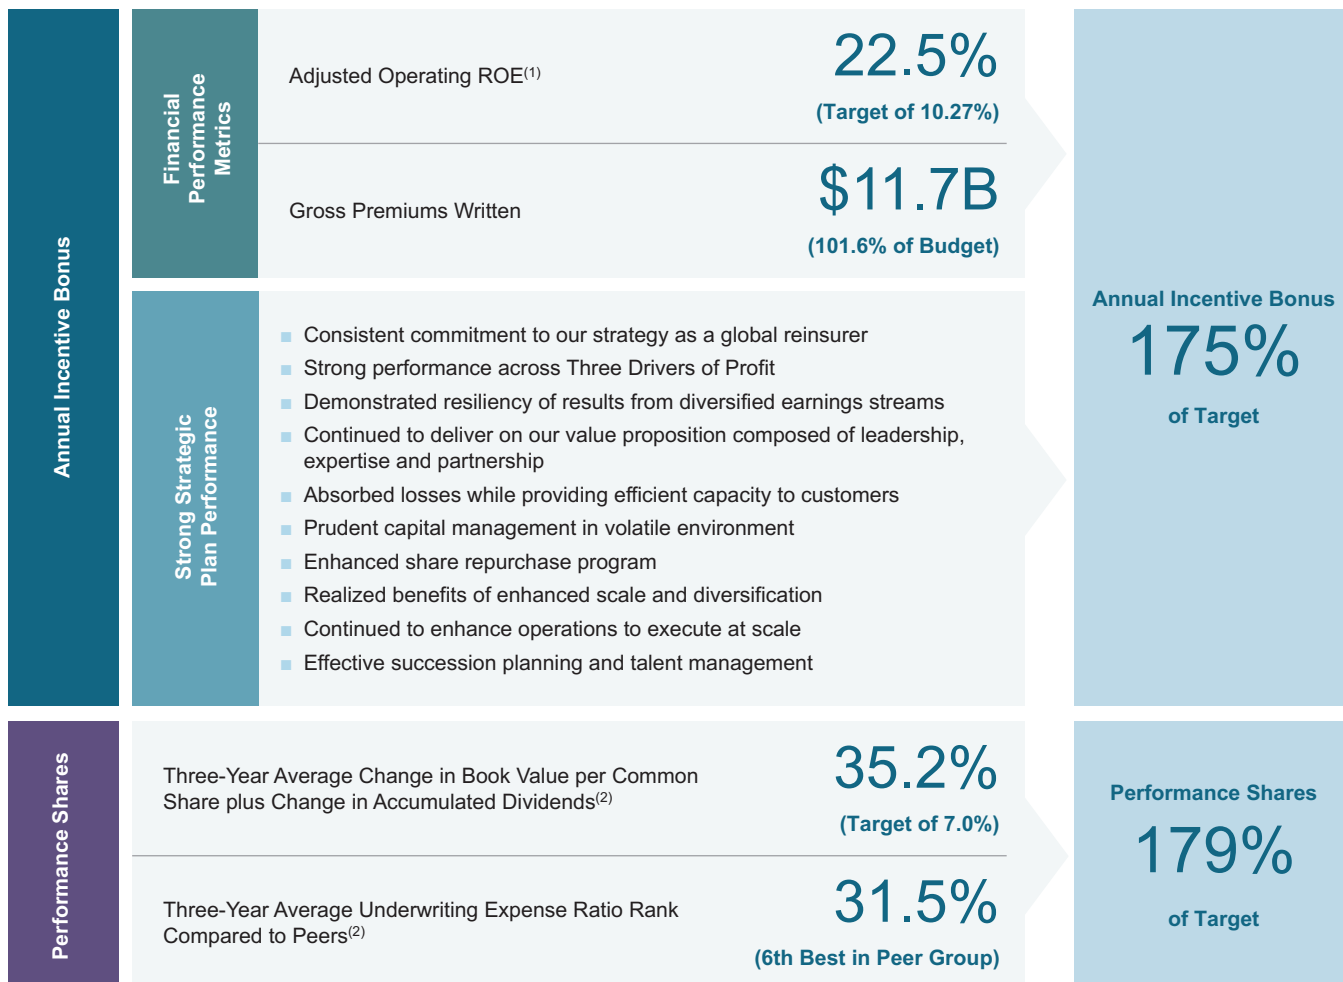 Annual Incentive Bonus
Financial
Performance
Metrics
Adjusted Operating ROE(1)
22.5%
(Target of 10.27%)
Gross Premiums Written
$11.7B
(101.6% of Budget)
Strong Strategic
Plan Performance
■ Consistent commitment to our strategy as a global reinsurer
■ Strong performance across Three Drivers of Profit
■ Demonstrated resiliency of results from diversified earnings streams
■ Continued to deliver on our value proposition composed of leadership,
expertise and partnership
■ Absorbed losses while providing efficient capacity to customers
■ Prudent capital management in volatile environment
■ Enhanced share repurchase program
■ Realized benefits of enhanced scale and diversification
■ Continued to enhance operations to execute at scale
■ Effective succession planning and talent management
Annual Incentive Bonus
175%
of Target
Performance Shares
Three-Year Average Change in Book Value per Common
Share plus Change in Accumulated Dividends(2)
35.2%
(Target of 7.0%)
Three-Year Average Underwriting Expense Ratio Rank
Compared to Peers(2)
31.5%
(6th Best in Peer Group)
Performance Shares
179%
of Target